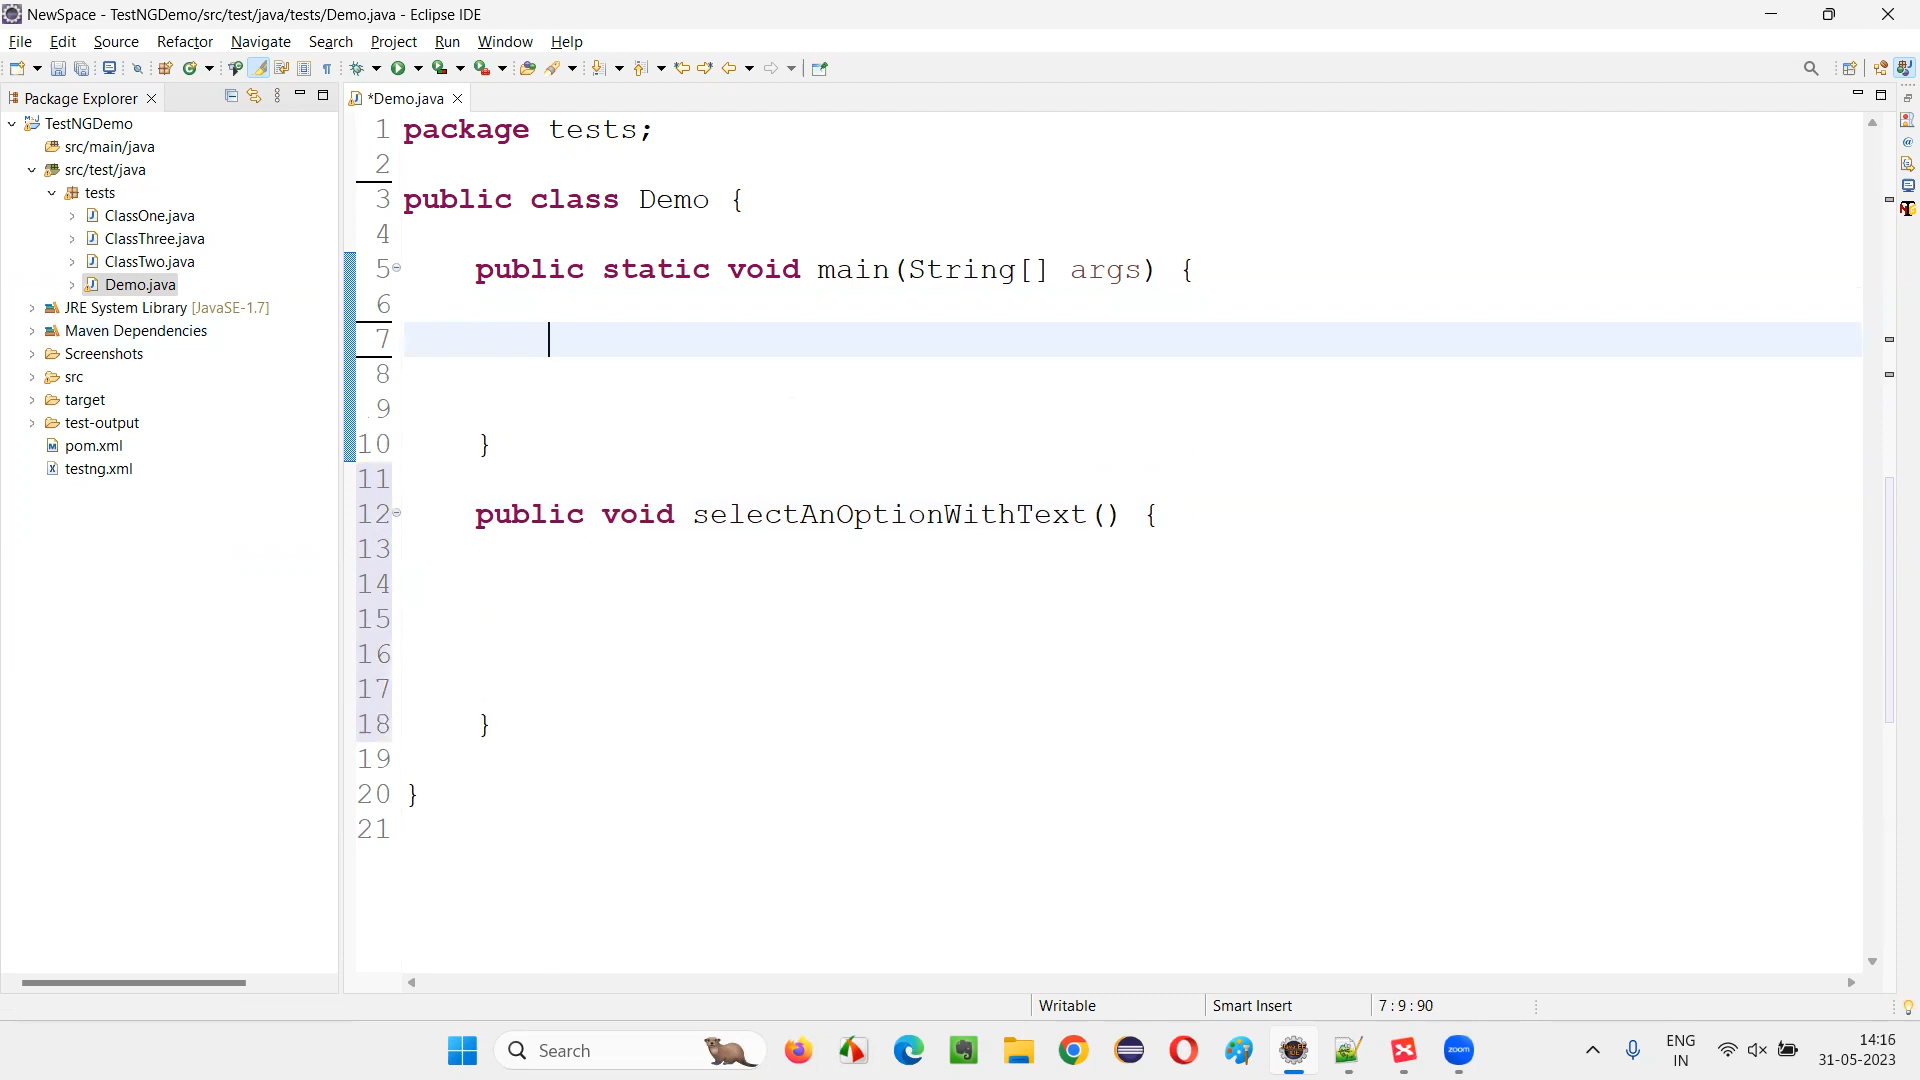 NewSpace - TestNGDemo/src/test/java/tests/Demo.java - Eclipse IDE
File Edit Source Refactor Navigate Search Project Run Window Help
Package Explorer
*Demo.java
TestNGDemo
src/main/java
src/test/java
tests
ClassOne.java
ClassThree.java
ClassTwo.java
Demo.java
JRE System Library [JavaSE-1.7]
Maven Dependencies
Screenshots
src
target
test-output
pom.xml
testng.xml
1 package tests;
2
3 public class Demo {
4
5 public static void main(String[] args) {
6
7
8
9
10 }
11
12 public void selectAnOptionWithText() {
13
14
15
16
17
18 }
19
20 }
21
Writable Smart Insert 7 : 9 : 90
Search
zoom
ENG
IN
14:16
31-05-2023